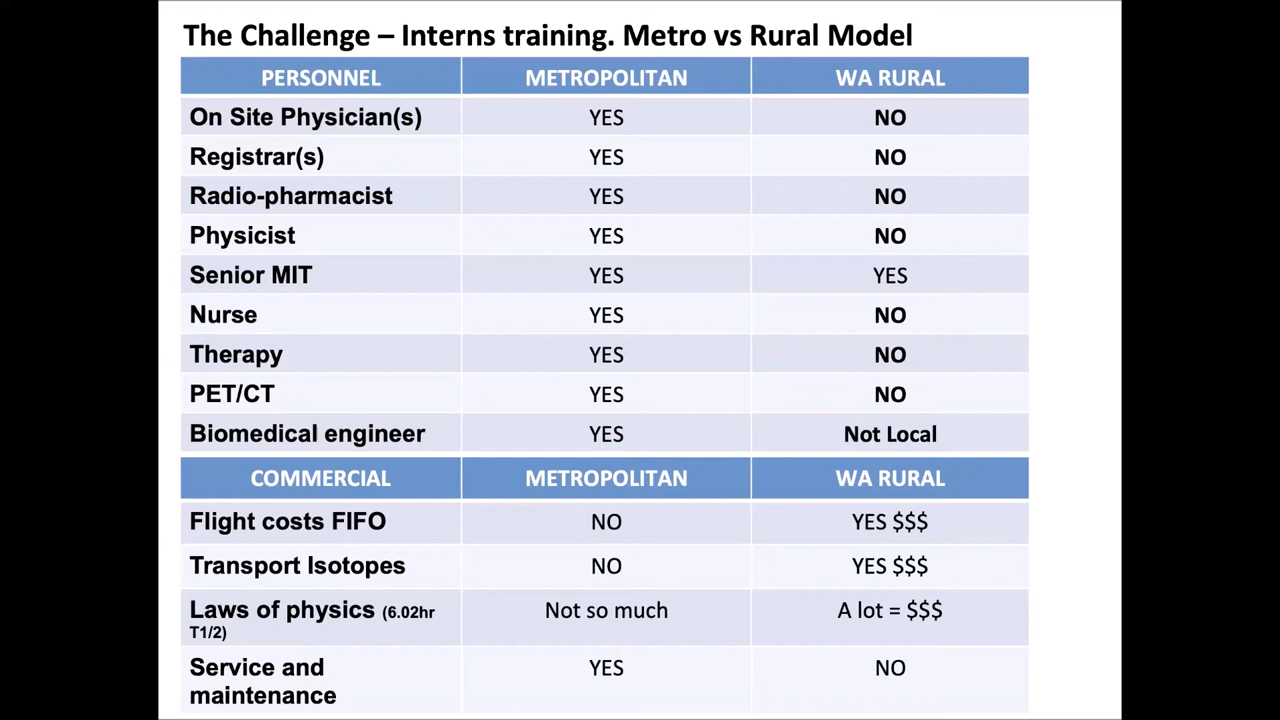 The Challenge – Interns training. Metro vs Rural Model
PERSONNEL METROPOLITAN WA RURAL
On Site Physician(s) YES NO
Registrar(s) YES NO
Radio-pharmacist YES NO
Physicist YES NO
Senior MIT YES YES
Nurse YES NO
Therapy YES NO
PET/CT YES NO
Biomedical engineer YES Not Local
COMMERCIAL METROPOLITAN WA RURAL
Flight costs FIFO NO YES $$$
Transport Isotopes NO YES $$$
Laws of physics (6.02hr Not so much A lot = $$$
T1/2)
Service and YES NO
maintenance